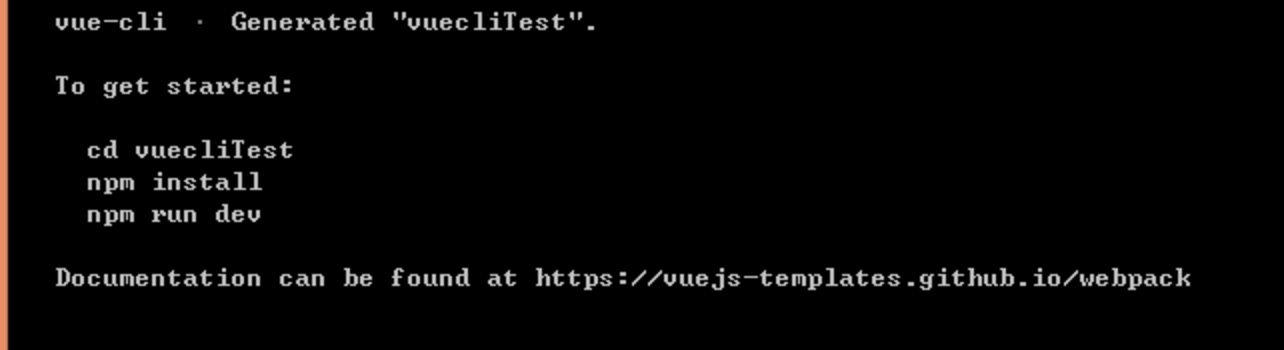 vue-cli · Generated "vuecliTest".
To get started:
cd vuecliTest
npm install
npm run dev
Documentation can be found at https://vuejs-templates.github.io/webpack